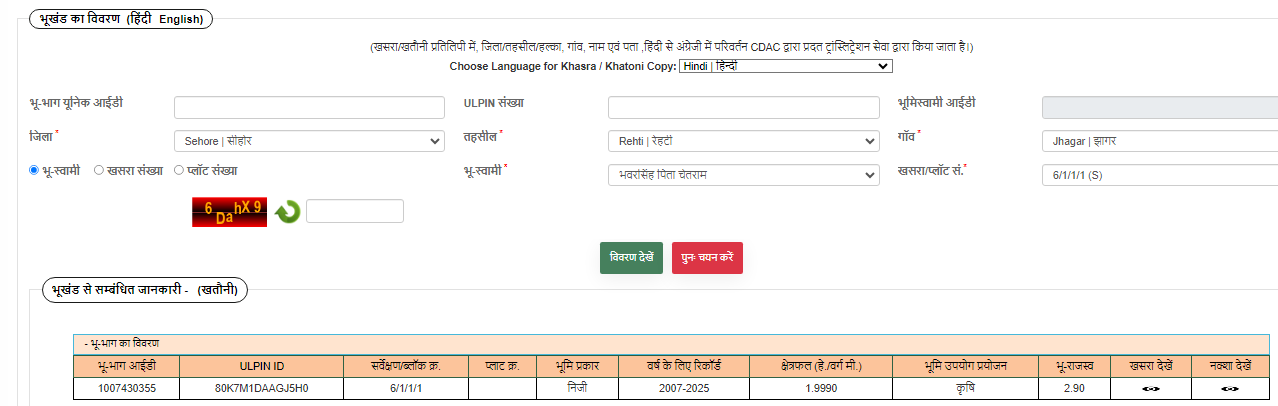 भूखंड का विवरण (हिंदी English)
(खसरा/खतौनी प्रतिलिपी में, जिला/तहसील/हल्का, गांव, नाम एवं पता ,हिंदी से अंग्रेजी में परिवर्तन CDAC द्वारा प्रदत ट्रांस्लिट्रेशन सेवा द्वारा किया जाता है।)
Choose Language for Khasra / Khatoni Copy: Hindi | हिन्दी
भू-भाग यूनिक आईडी ULPIN संख्या भूमिस्वामी आईडी
जिला * Sehore | सीहोर तहसील * Rehti | रेहटी गॉव * Jhagar | झागर
भू-स्वामी खसरा संख्या प्लॉट संख्या भू-स्वामी * भवरसिंह पिता चेतराम खसरा/प्लॉट सं.* 6/1/1/1 (S)
6 Da hX 9
विवरण देखें पुनः चयन करें
भूखंड से सम्बंधित जानकारी - (खतौनी)
- भू-भाग का विवरण
भू-भाग आईडी ULPIN ID सर्वेक्षण/ब्लॉक क्र. प्लाट क्र. भूमि प्रकार वर्ष के लिए रिकॉर्ड क्षेत्रफल (हे./वर्ग मी.) भूमि उपयोग प्रयोजन भू-राजस्व खसरा देखें नक्शा देखें
1007430355 80K7M1DAAGJ5H0 6/1/1/1 निजी 2007-2025 1.9990 कृषि 2.90